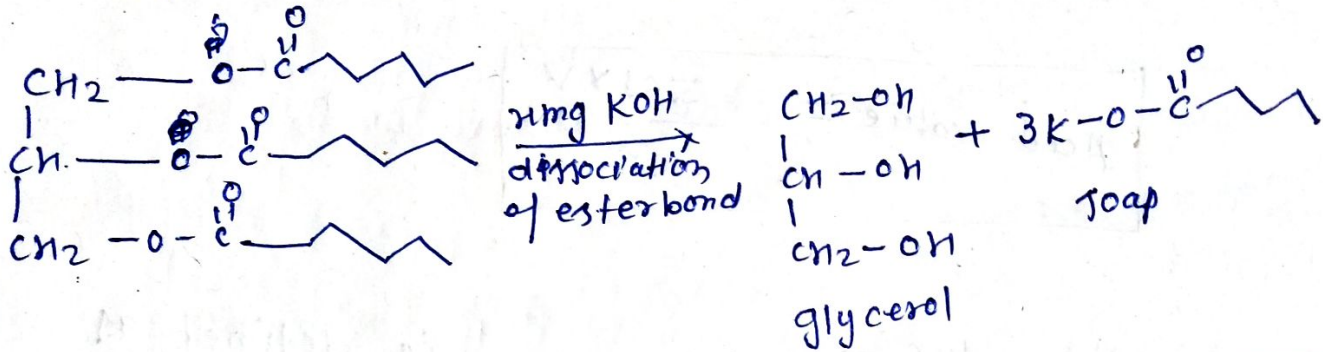 CH2 — O — C = O
CH — O — C = O
CH2 — O — C = O
xmg KOH
dissociation
of esterbond
CH2-OH
CH - OH
CH2 - OH
glycerol
+ 3K-O-C = O
soap